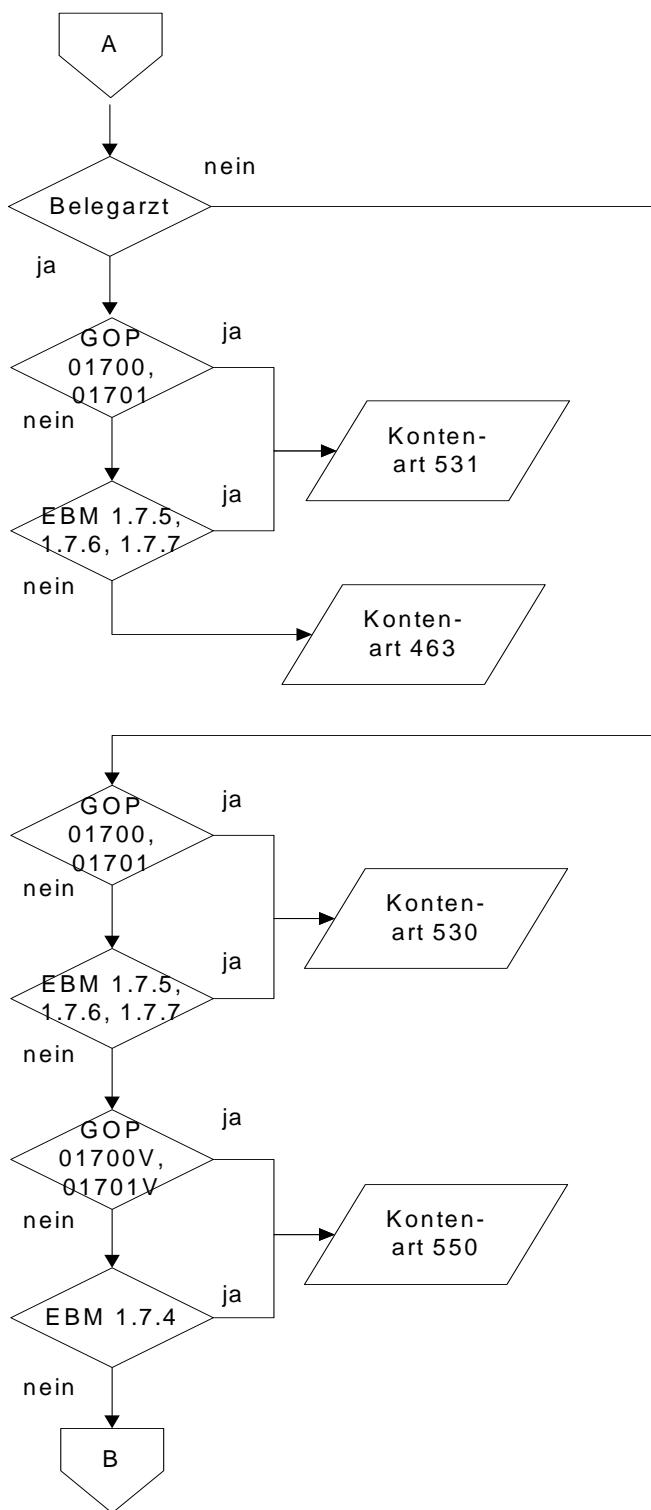 A
nein
Belegarzt
ja
GOP
01700,
01701
ja
nein
Konten-
art 531
EBM 1.7.5,
1.7.6, 1.7.7
ja
nein
Konten-
art 463
GOP
01700,
01701
ja
nein
Konten-
art 530
EBM 1.7.5,
1.7.6, 1.7.7
ja
nein
GOP
01700V,
01701V
ja
nein
Konten-
art 550
EBM 1.7.4
ja
nein
B